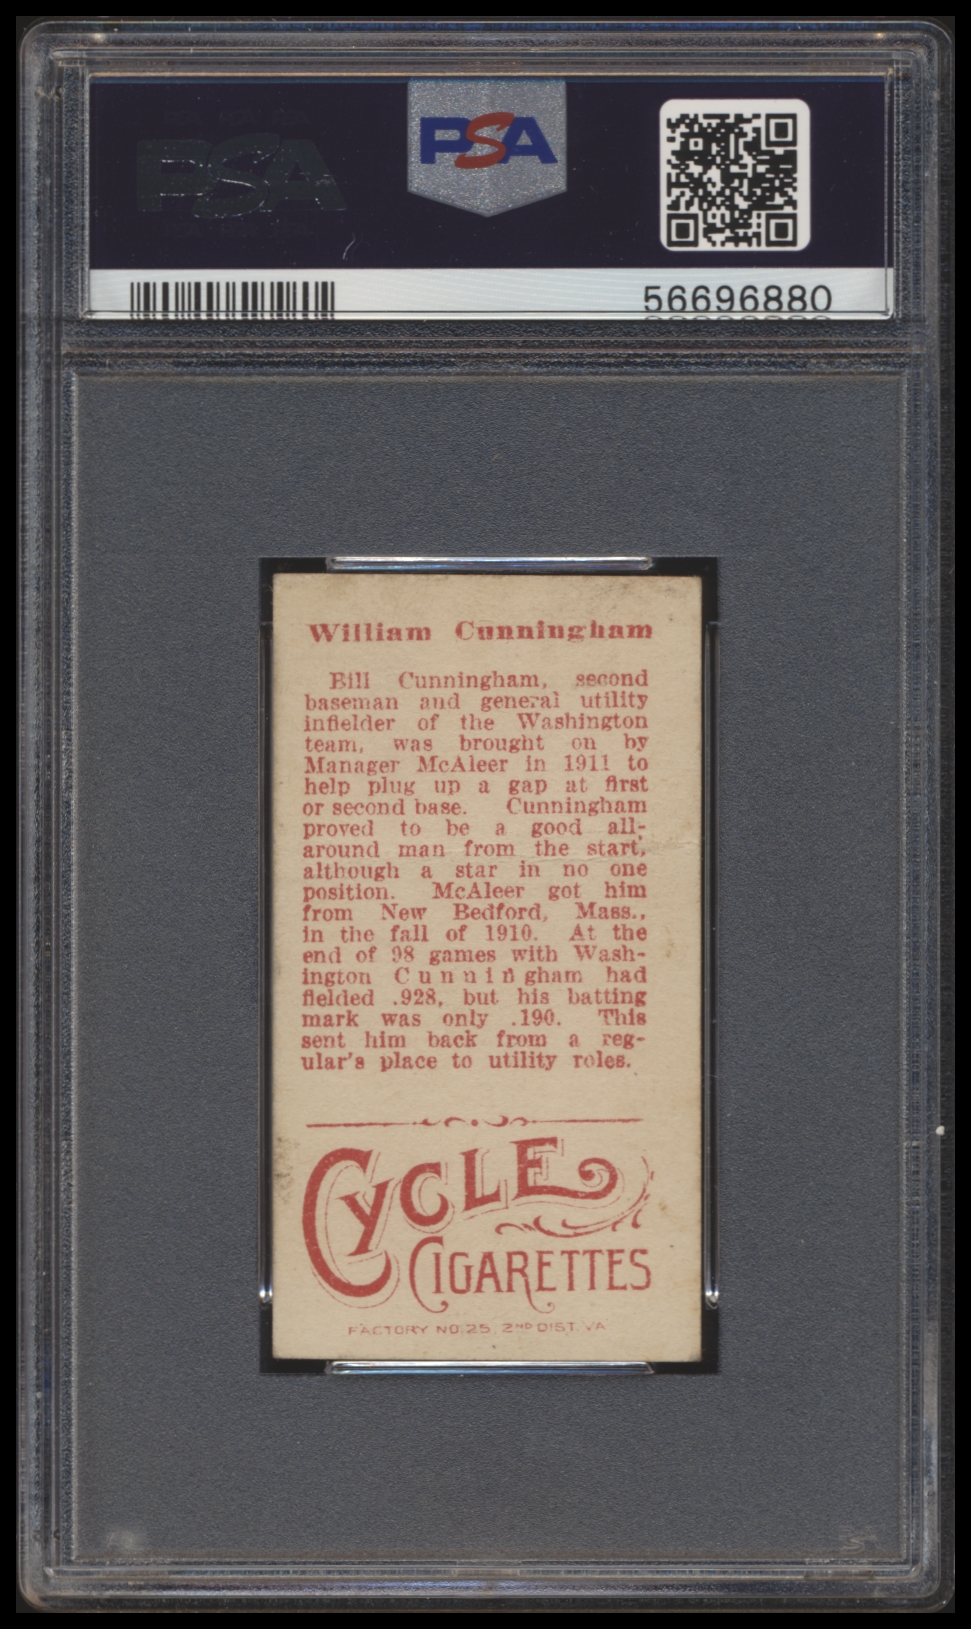 PSA
PSA
56696880
William Cunningham
Bill Cunningham, second
baseman and general utility
infielder of the Washington
team, was brought on by
Manager McAleer in 1911 to
help plug up a gap at first
or second base. Cunningham
proved to be a good all-
around man from the start,
although a star in no one
position. McAleer got him
from New Bedford, Mass.,
in the fall of 1910. At the
end of 98 games with Wash-
ington Cunningham had
fielded .928, but his batting
mark was only .190. This
sent him back from a reg-
ular's place to utility roles.
CYCLE
CIGARETTES
FACTORY NO. 25, 2ND DIST. VA.